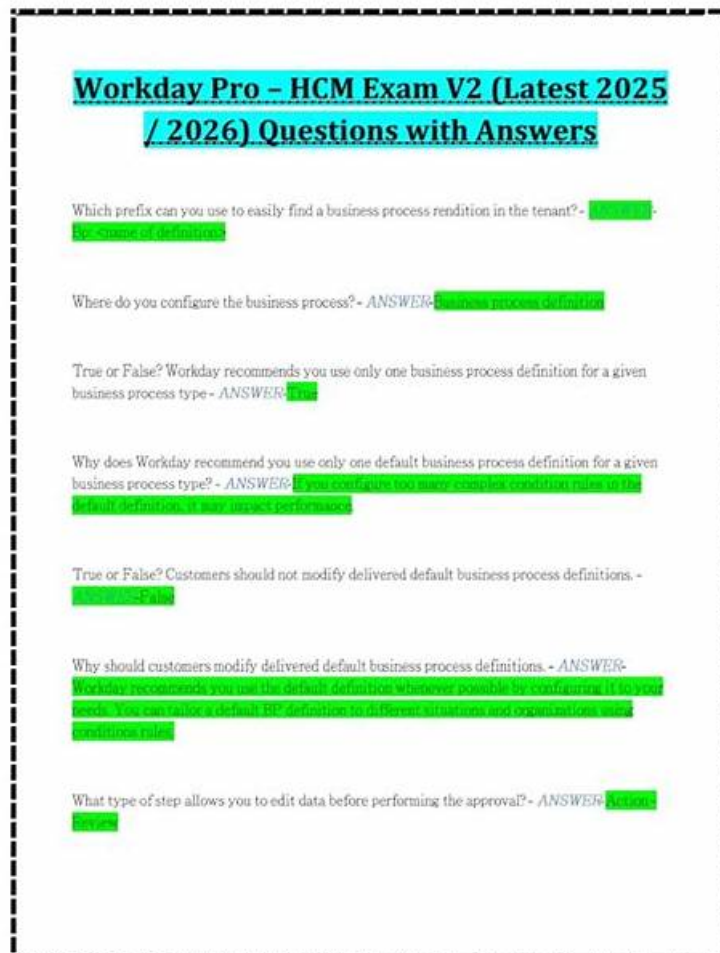 Workday Pro – HCM Exam V2 (Latest 2025
/ 2026) Questions with Answers
Which prefix can you use to easily find a business process rendition in the tenant? - ANSWER-
Bp: <name of definition>
Where do you configure the business process? - ANSWER-Business process definition
True or False? Workday recommends you use only one business process definition for a given
business process type - ANSWER-True
Why does Workday recommend you use only one default business process definition for a given
business process type? - ANSWER-If you configure too many complex condition rules in the
default definition, it may impact performance
True or False? Customers should not modify delivered default business process definitions. -
ANSWER-False
Why should customers modify delivered default business process definitions. - ANSWER-
Workday recommends you use the default definition whenever possible by configuring it to your
needs. You can tailor a default BP definition to different situations and organizations using
conditions rules.
What type of step allows you to edit data before performing the approval? - ANSWER-Action -
Review